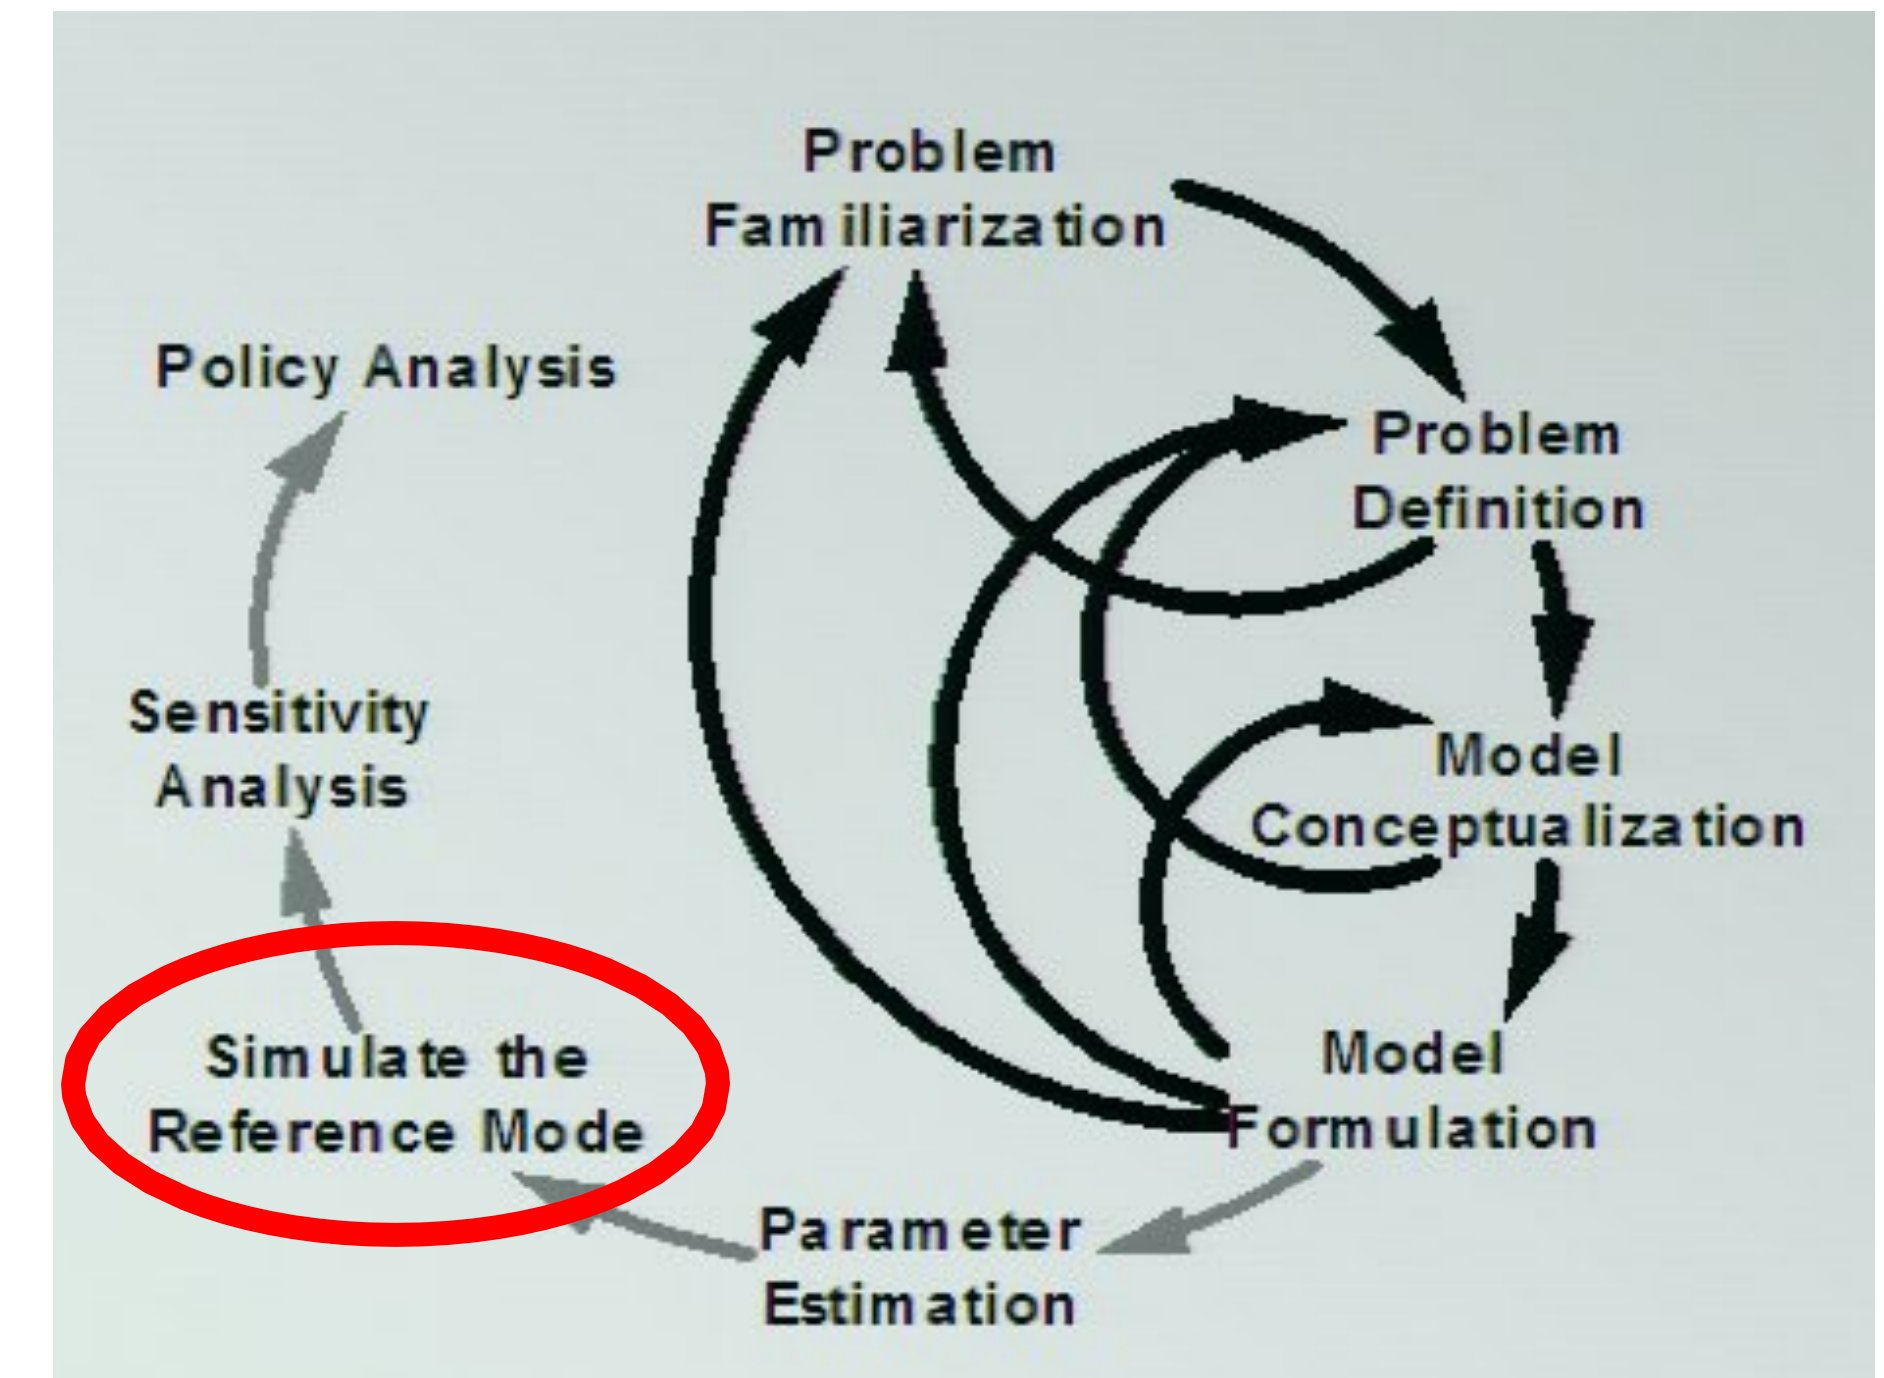 Problem
Familiarization
Problem
Definition
Model
Conceptualization
Model
Formulation
Parameter
Estimation
Simulate the
Reference Mode
Sensitivity
Analysis
Policy Analysis